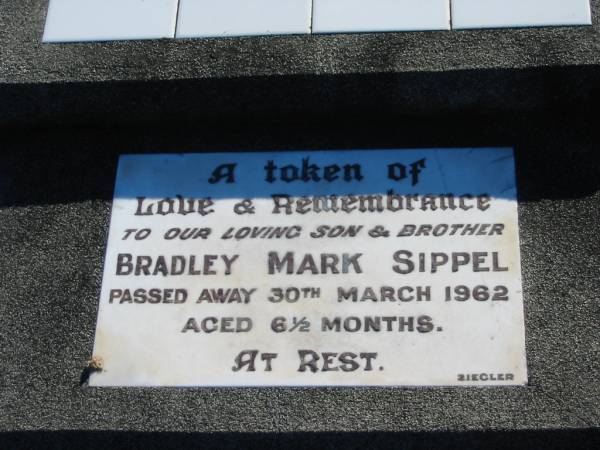 A token of
Love & Remembrance
TO OUR LOVING SON & BROTHER
BRADLEY MARK SIPPEL
PASSED AWAY 30TH MARCH 1962
AGED 6½ MONTHS.
AT REST.
ZIEGLER